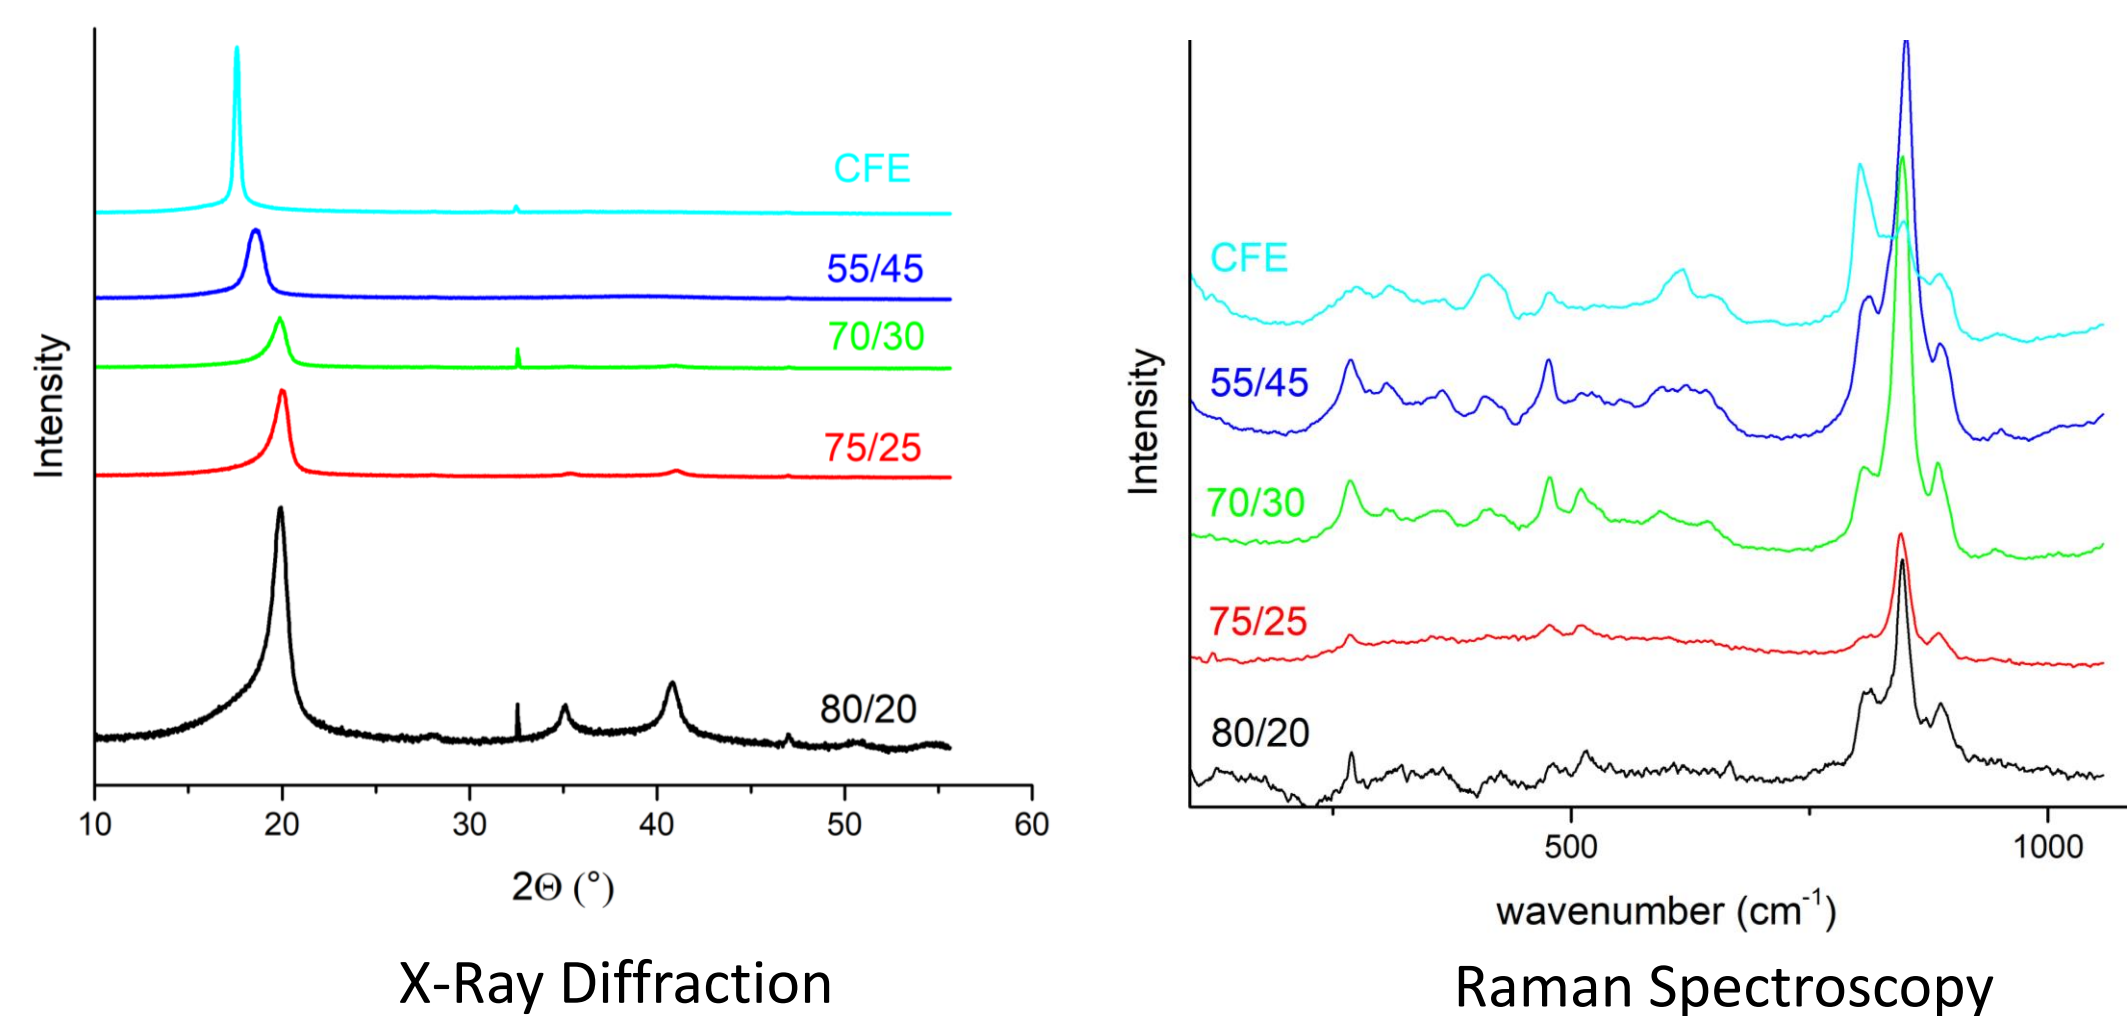 Intensity
CFE
55/45
70/30
75/25
80/20
10 20 30 40 50 60
2Θ (°)
X-Ray Diffraction
Intensity
CFE
55/45
70/30
75/25
80/20
500 1000
wavenumber (cm⁻¹)
Raman Spectroscopy